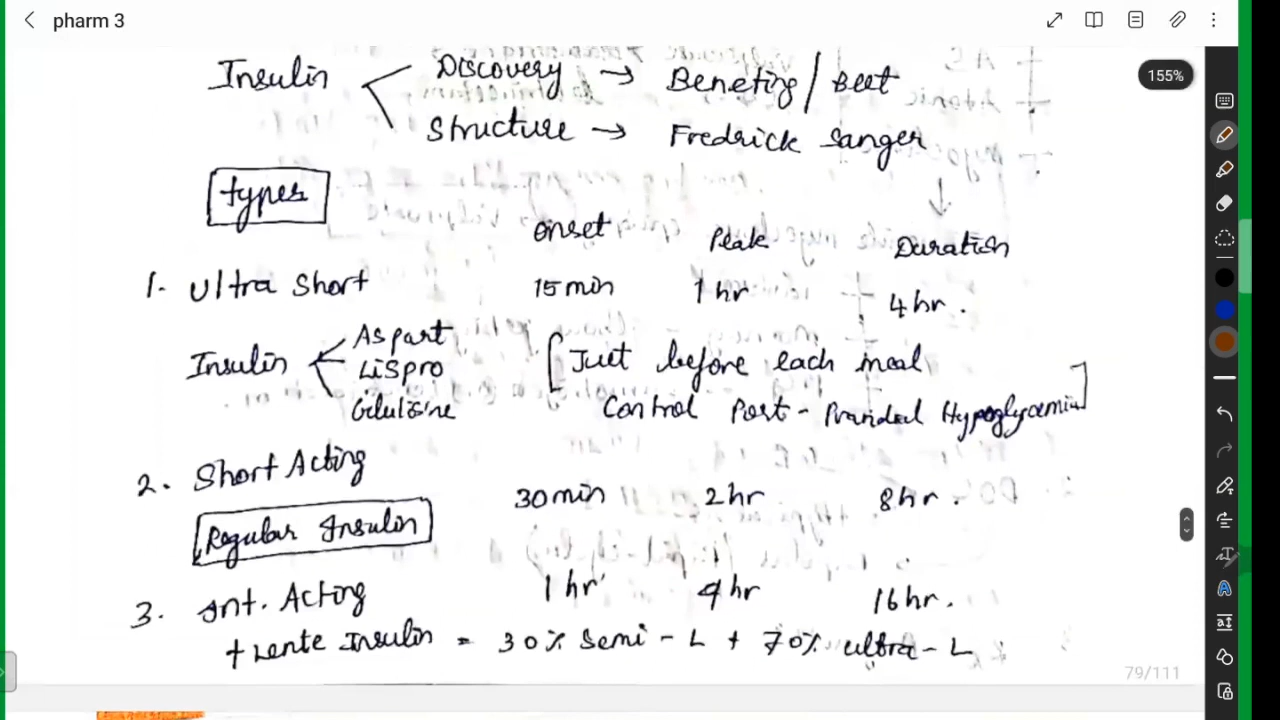 pharm 3
155%
Insulin Discovery → Beneting / Beet
Structure → Fredrick Sanger
Types
onset Peak Duration
1. Ultra Short 15 min 1 hr 4 hr.
Insulin Aspart
Lispro
Glulisine
[Just before each meal
Control Post-Prandial Hypoglycemia]
2. Short Acting 30 min 2 hr 8 hr.
Regular Insulin
3. Int. Acting 1 hr 4 hr 16 hr.
+ Lente Insulin = 30% Semi-L + 70% ultra-L
79/111